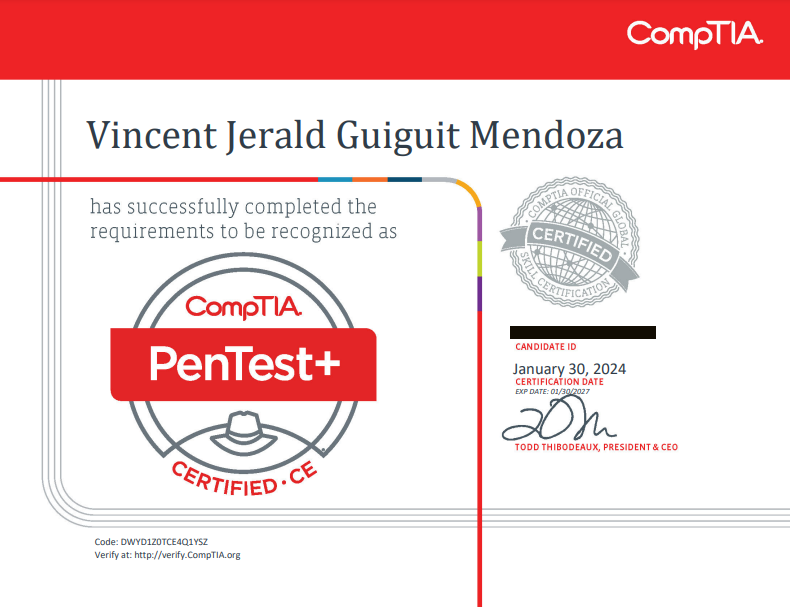 CompTIA.
Vincent Jerald Guiguit Mendoza
has successfully completed the
requirements to be recognized as
COMPTIA OFFICIAL GLOBAL
CERTIFIED
SKILL CERTIFICATION
CompTIA.
PenTest+
CERTIFIED · CE
CANDIDATE ID
January 30, 2024
CERTIFICATION DATE
EXP DATE: 01/30/2027
TODD THIBODEAUX, PRESIDENT & CEO
Code: DWYD1Z0TCE4Q1YSZ
Verify at: http://verify.CompTIA.org